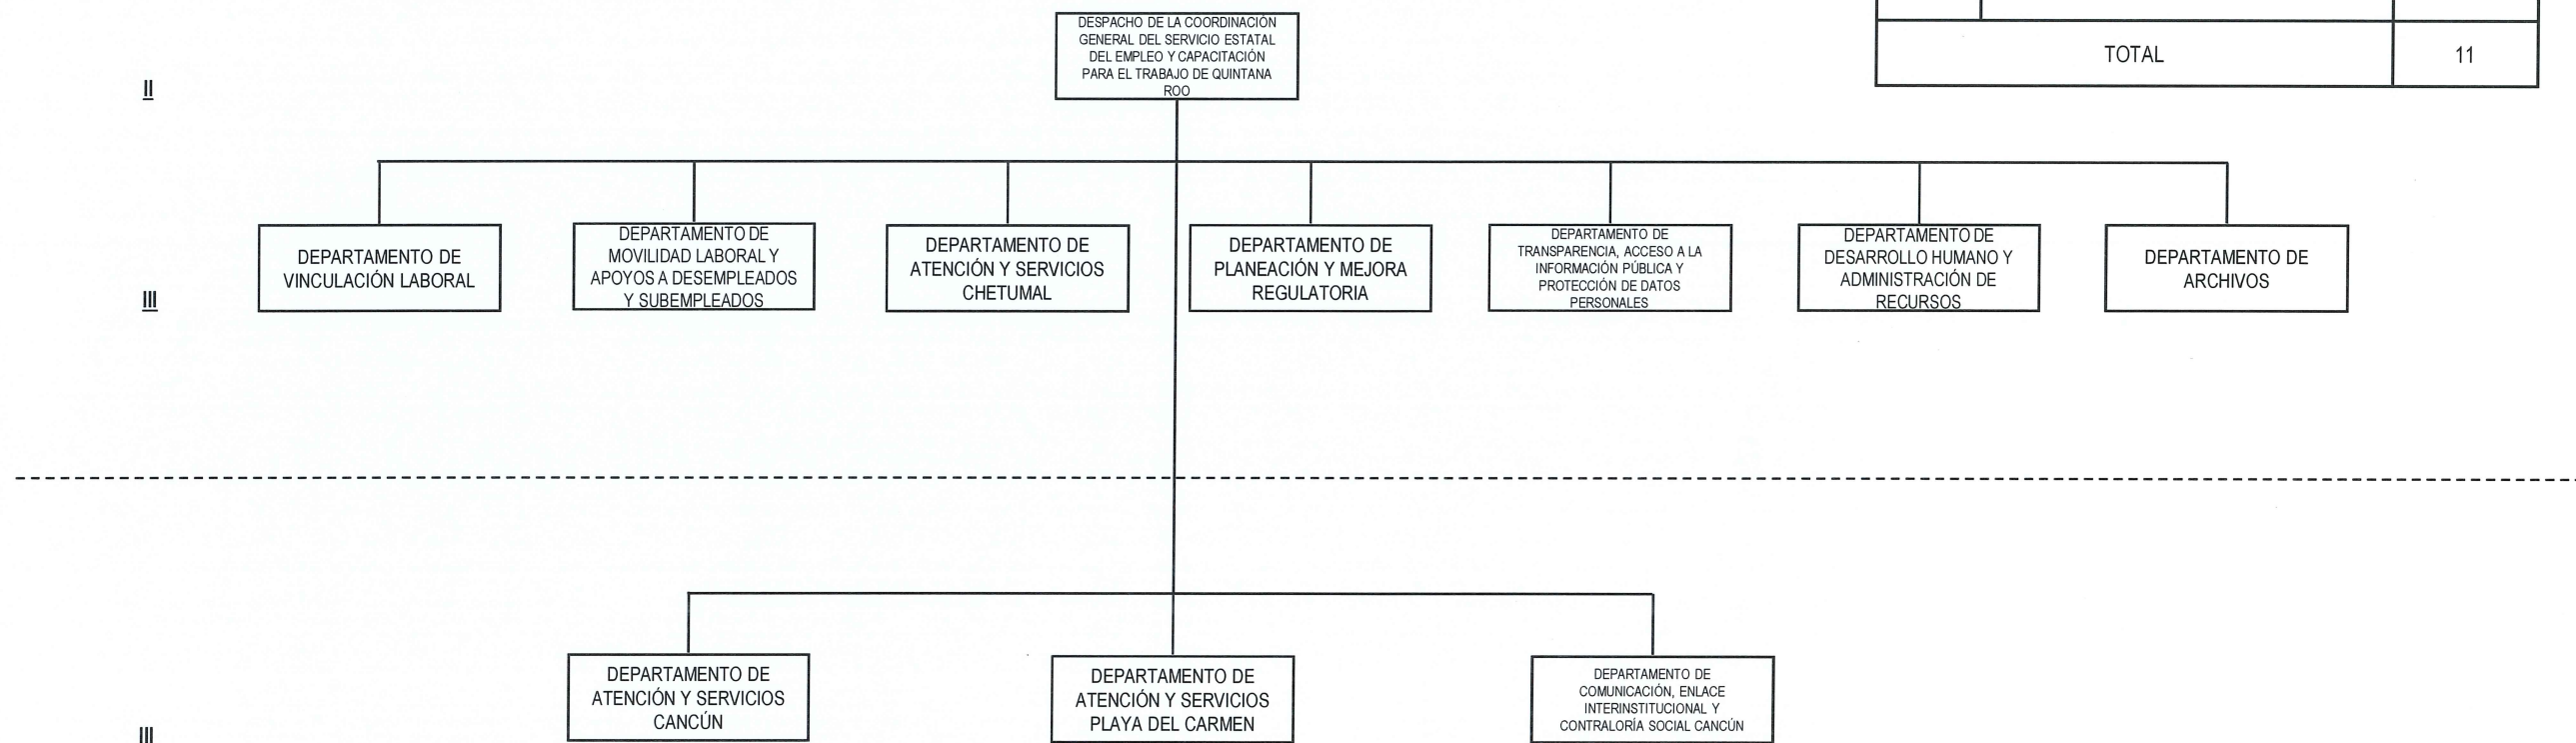 DESPACHO DE LA COORDINACIÓN
GENERAL DEL SERVICIO ESTATAL
DEL EMPLEO Y CAPACITACIÓN
PARA EL TRABAJO DE QUINTANA
ROO
TOTAL 11
II
DEPARTAMENTO DE
VINCULACIÓN LABORAL
DEPARTAMENTO DE
MOVILIDAD LABORAL Y
APOYOS A DESEMPLEADOS
Y SUBEMPLEADOS
DEPARTAMENTO DE
ATENCIÓN Y SERVICIOS
CHETUMAL
DEPARTAMENTO DE
PLANEACIÓN Y MEJORA
REGULATORIA
DEPARTAMENTO DE
TRANSPARENCIA, ACCESO A LA
INFORMACIÓN PÚBLICA Y
PROTECCIÓN DE DATOS
PERSONALES
DEPARTAMENTO DE
DESARROLLO HUMANO Y
ADMINISTRACIÓN DE
RECURSOS
DEPARTAMENTO DE
ARCHIVOS
III
DEPARTAMENTO DE
ATENCIÓN Y SERVICIOS
CANCÚN
DEPARTAMENTO DE
ATENCIÓN Y SERVICIOS
PLAYA DEL CARMEN
DEPARTAMENTO DE
COMUNICACIÓN, ENLACE
INTERINSTITUCIONAL Y
CONTRALORÍA SOCIAL CANCÚN
III